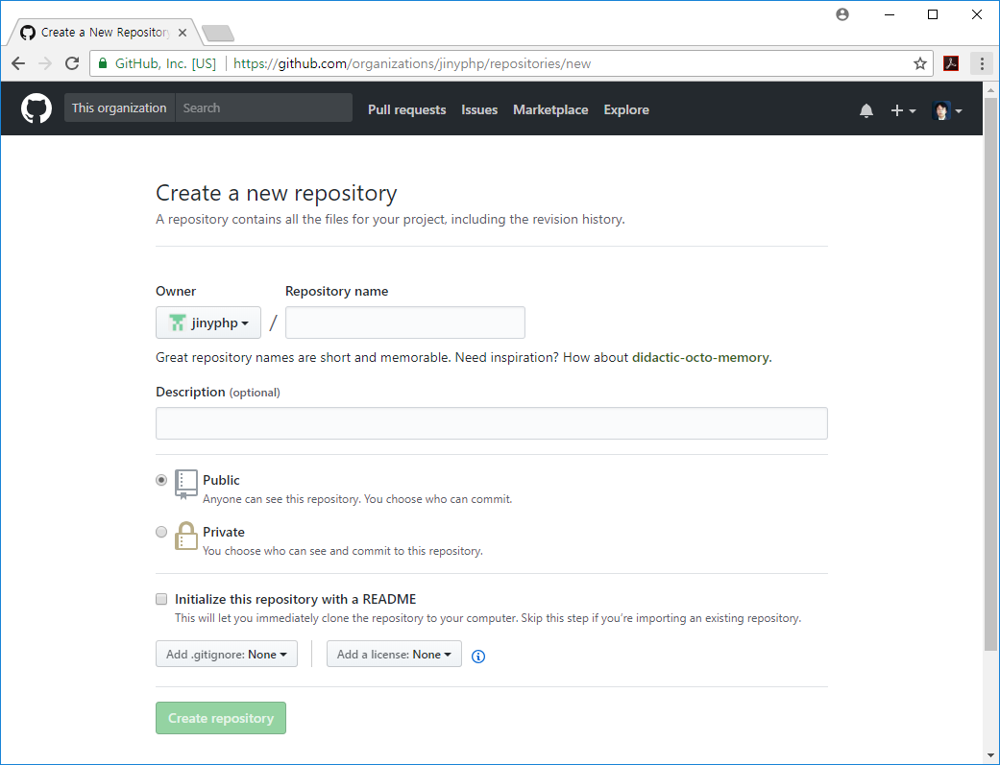 Create a New Repository
GitHub, Inc. [US] https://github.com/organizations/jinyphp/repositories/new
This organization Search Pull requests Issues Marketplace Explore
Create a new repository
A repository contains all the files for your project, including the revision history.
Owner Repository name
jinyphp /
Great repository names are short and memorable. Need inspiration? How about didactic-octo-memory.
Description (optional)
Public
Anyone can see this repository. You choose who can commit.
Private
You choose who can see and commit to this repository.
Initialize this repository with a README
This will let you immediately clone the repository to your computer. Skip this step if you’re importing an existing repository.
Add .gitignore: None Add a license: None
Create repository